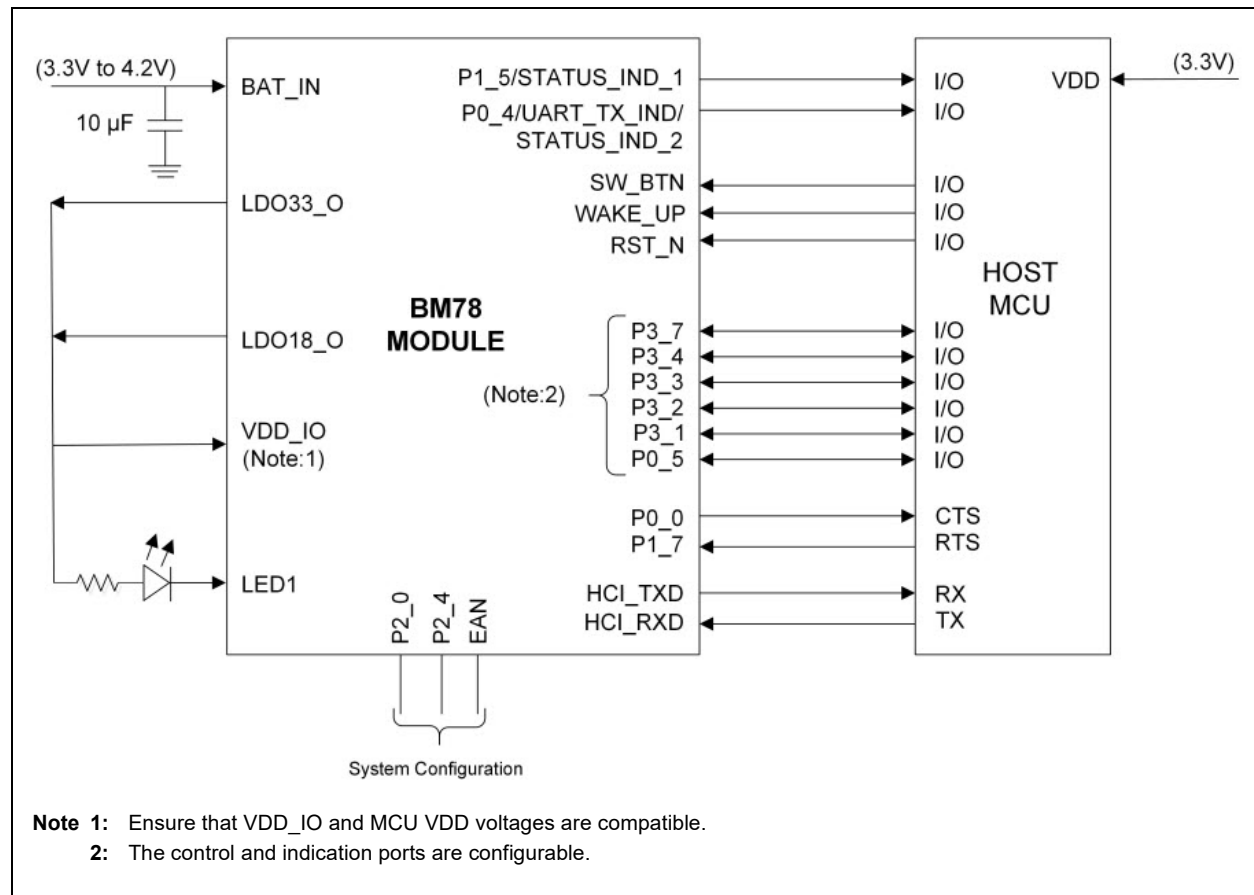 (3.3V to 4.2V)
10 µF
BAT_IN
LDO33_O
LDO18_O
VDD_IO
(Note:1)
LED1
BM78
MODULE
P2_0
P2_4
EAN
System Configuration
P1_5/STATUS_IND_1
P0_4/UART_TX_IND/
STATUS_IND_2
SW_BTN
WAKE_UP
RST_N
(Note:2)
P3_7
P3_4
P3_3
P3_2
P3_1
P0_5
P0_0
P1_7
HCI_TXD
HCI_RXD
I/O
I/O
I/O
I/O
I/O
I/O
I/O
I/O
I/O
I/O
I/O
CTS
RTS
RX
TX
HOST
MCU
VDD
(3.3V)
Note 1: Ensure that VDD_IO and MCU VDD voltages are compatible.
2: The control and indication ports are configurable.